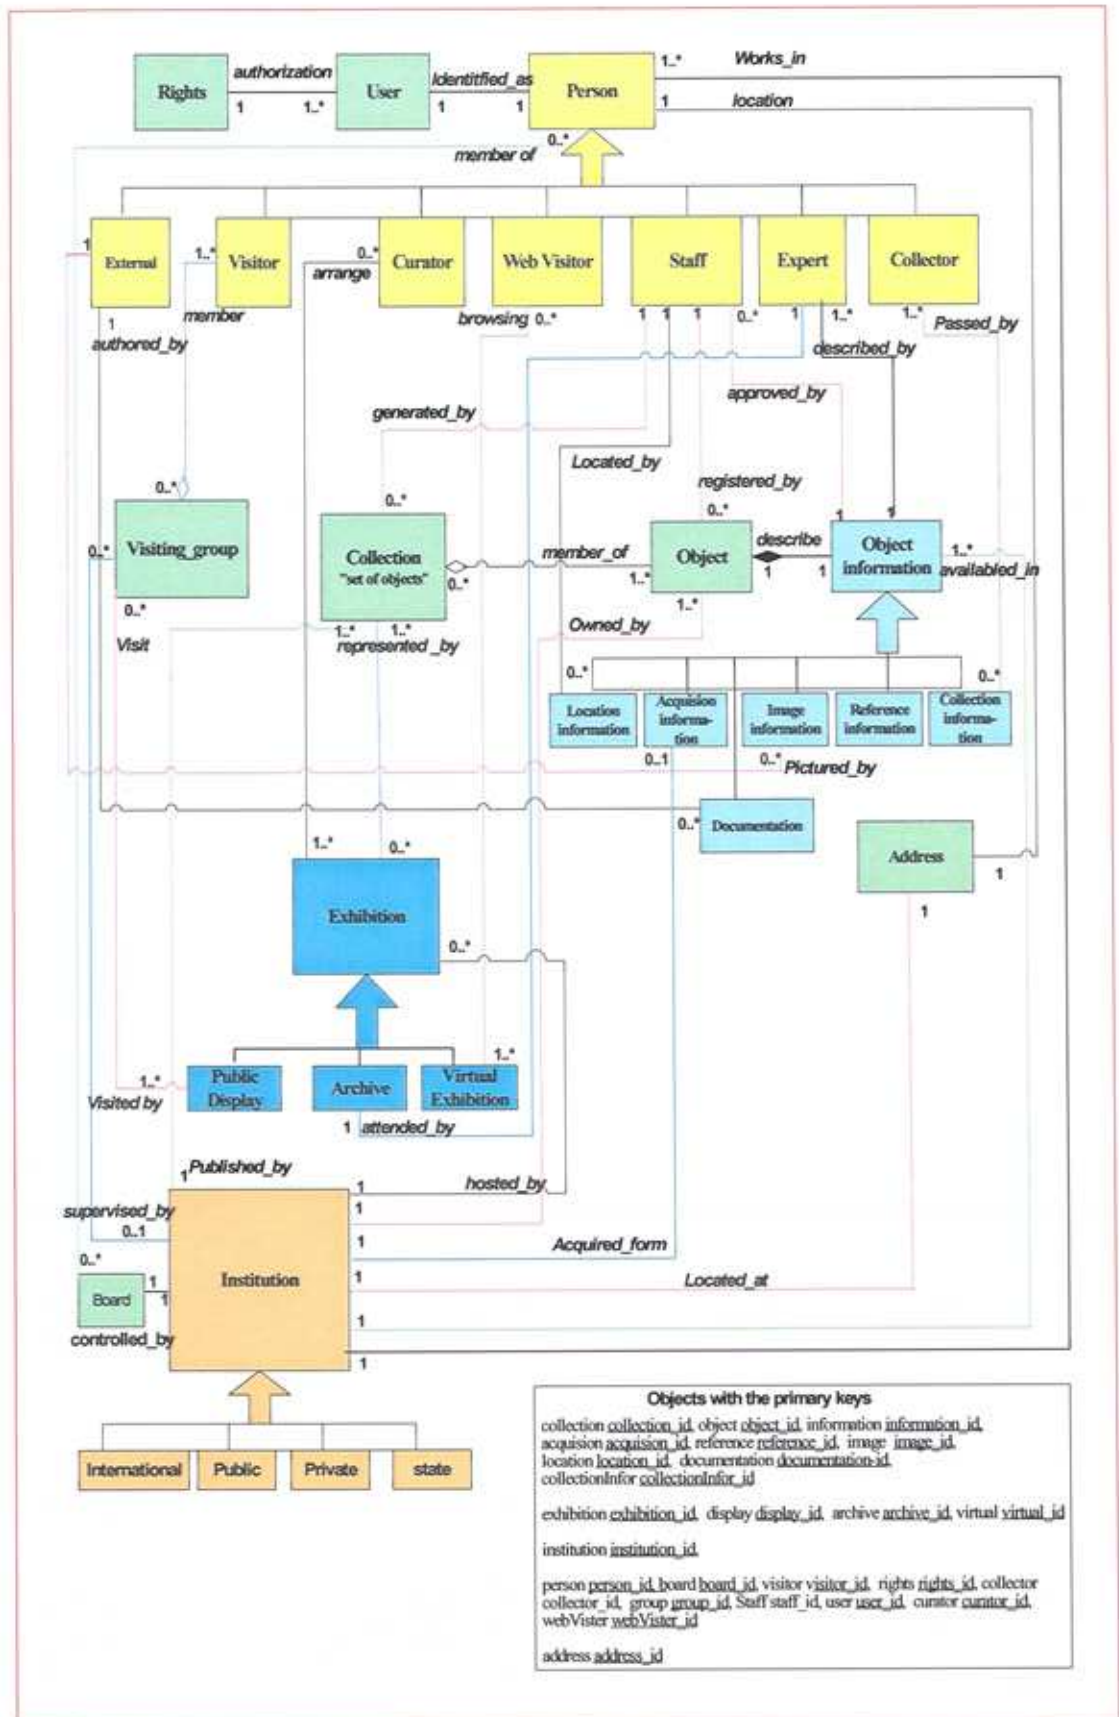 1..* Works_in
authorization
Identitfied_as
Rights
User
Person
1 1..* 1 1
1 location
0..*
member of
1
External
1..*
Visitor
0..*
Curator
Web Visitor
Staff
Expert
Collector
arrange
member
1
authored_by
browsing 0..*
1 1 1 0..* 1 1..* 1..*
Passed_by
described_by
approved_by
generated_by
Located_by
registered_by
0..*
0..*
0..*
1 1
Visiting_group
0..*
Collection
"set of objects"
0..*
member_of
1..*
Object
describe
1 1
Object
information
1..*
availabled_in
0..*
Visit
1..* 1..*
represented _by
1..*
Owned_by
0..*
0..*
Location
information
Acquision
informa-
tion
Image
information
Reference
information
Collection
informa-
tion
0..1
0..*
Pictured_by
0..*
Documentation
Address
1
1
1..* 0..*
Exhibition
0..*
1..*
1..*
Visited by
Public
Display
Archive
Virtual
Exhibition
1 attended_by
1 Published_by
1 hosted_by
supervised_by
0..1
1
1
Acquired_form
0..*
Board
1
1
Institution
1
Located_at
1
controlled_by
1
International
Public
Private
state
Objects with the primary keys
collection collection_id, object object_id, information information_id,
acquision acquision_id, reference reference_id, image image_id,
location location_id, documentation documentation-id,
collectionInfor collectionInfor_id
exhibition exhibition_id, display display_id, archive archive_id, virtual virtual_id
institution institution_id,
person person_id, board board_id, visitor visitor_id, rights rights_id, collector
collector_id, group group_id, Staff staff_id, user user_id, curator curator_id,
webVister webVister_id
address address_id